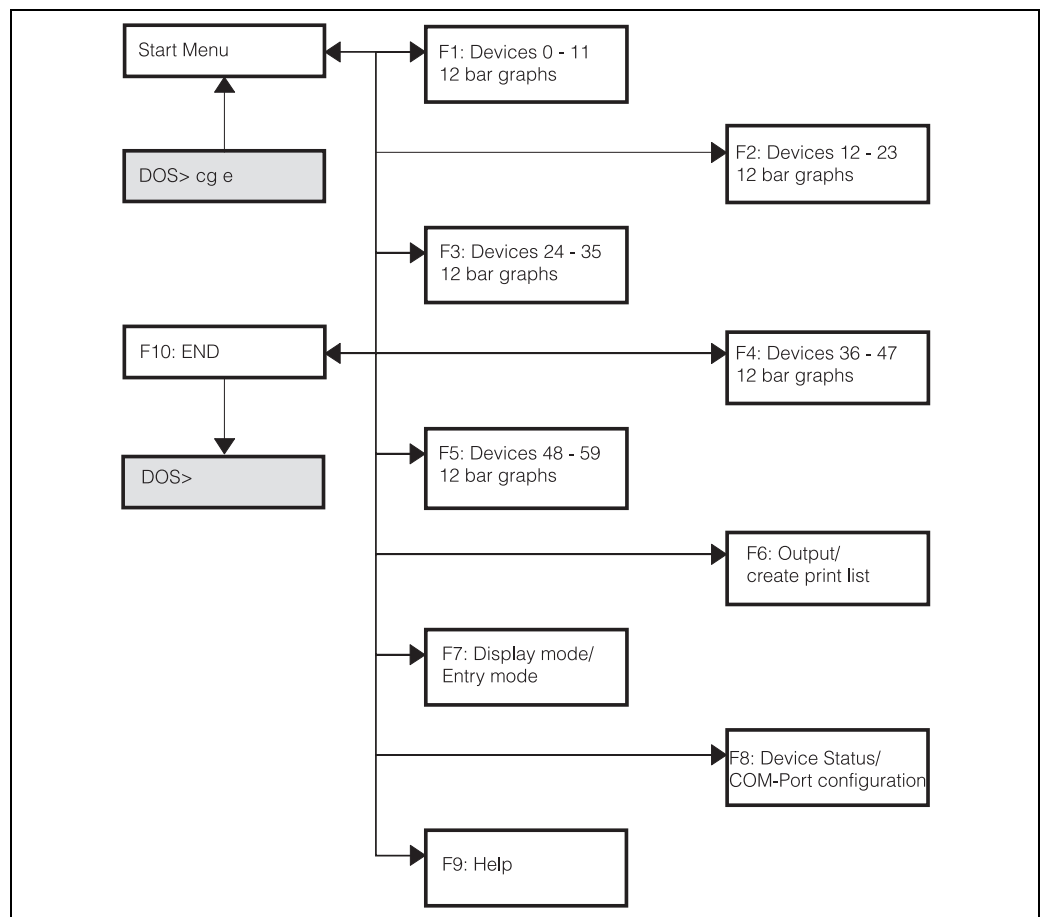 Start Menu
F1: Devices 0 - 11
12 bar graphs
DOS> cg e
F2: Devices 12 - 23
12 bar graphs
F3: Devices 24 - 35
12 bar graphs
F10: END
F4: Devices 36 - 47
12 bar graphs
DOS>
F5: Devices 48 - 59
12 bar graphs
F6: Output/
create print list
F7: Display mode/
Entry mode
F8: Device Status/
COM-Port configuration
F9: Help